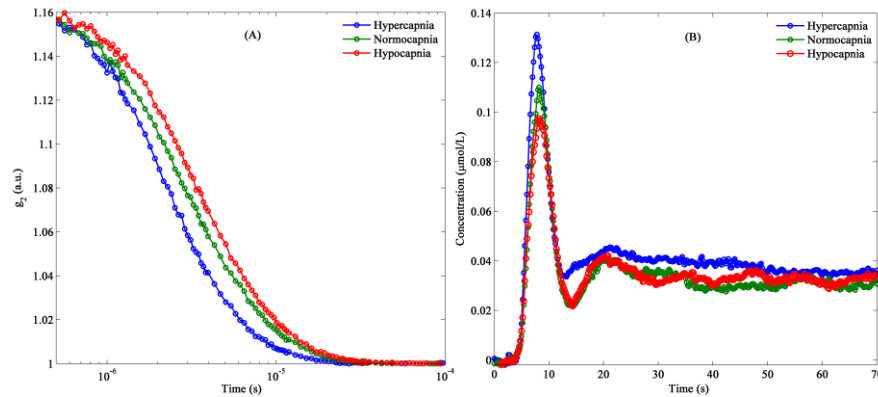 1.16
1.14
1.12
1.1
1.08
1.06
1.04
1.02
1
g₂ (a.u.)
(A)
Hypercapnia
Normocapnia
Hypocapnia
10⁻⁶
10⁻⁵
10⁻⁴
Time (s)
0.14
0.12
0.1
0.08
0.06
0.04
0.02
0
Concentration (μmol/L)
(B)
Hypercapnia
Normocapnia
Hypocapnia
0
10
20
30
40
50
60
70
Time (s)